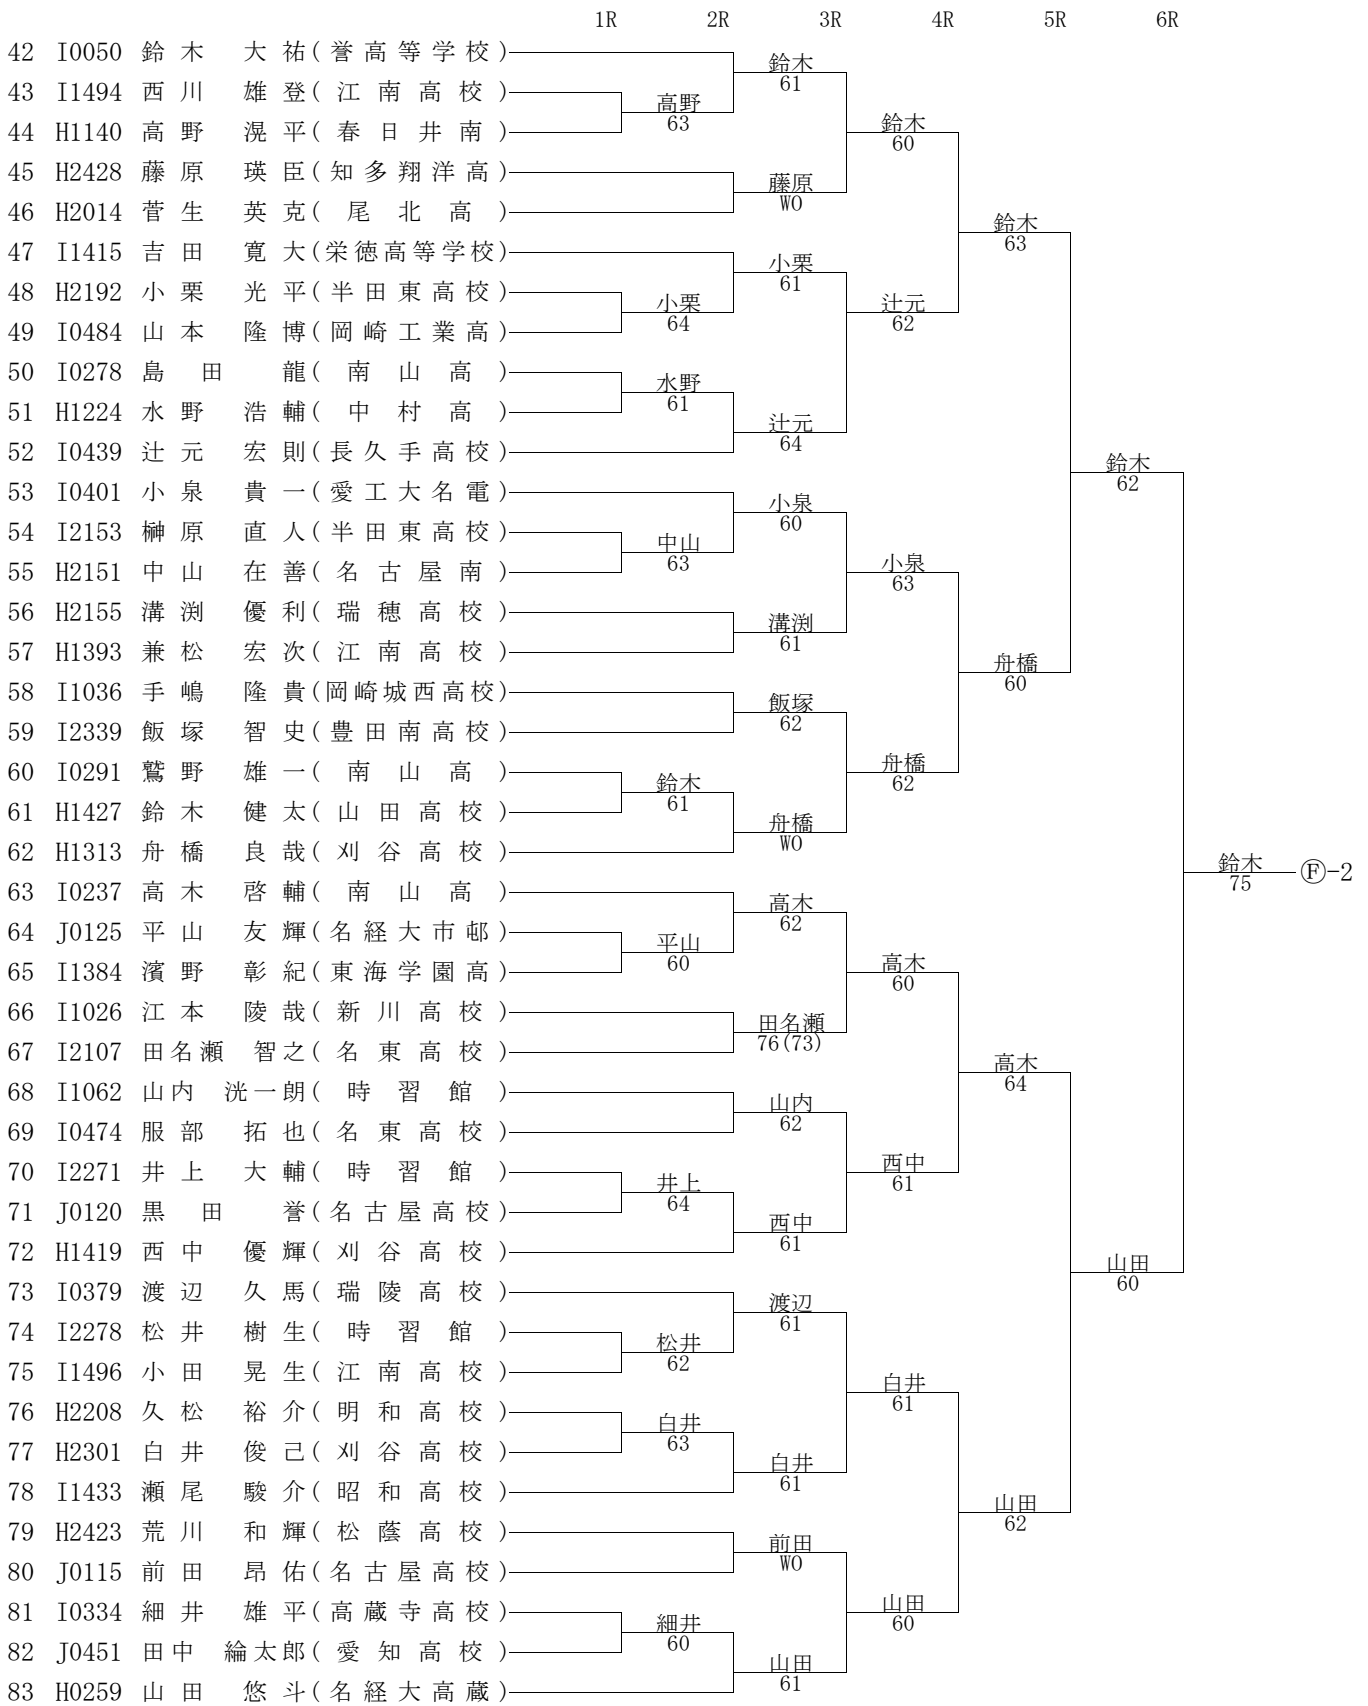 1R 2R 3R 4R 5R 6R
42 I0050 鈴木 大祐(誉高等学校)
鈴木
61
43 I1494 西川 雄登(江南高校)
高野
63
44 H1140 高野 滉平(春日井南)
鈴木
60
45 H2428 藤原 瑛臣(知多翔洋高)
藤原
WO
46 H2014 菅生 英克(尾北高)
鈴木
63
47 I1415 吉田 寛大(栄徳高等学校)
小栗
61
48 H2192 小栗 光平(半田東高校)
小栗
64
辻元
62
49 I0484 山本 隆博(岡崎工業高)
50 I0278 島田 龍(南山高)
水野
61
51 H1224 水野 浩輔(中村高)
辻元
64
52 I0439 辻元 宏則(長久手高校)
鈴木
62
53 I0401 小泉 貴一(愛工大名電)
小泉
60
54 I2153 榊原 直人(半田東高校)
中山
63
55 H2151 中山 在善(名古屋南)
小泉
63
56 H2155 溝渕 優利(瑞穂高校)
溝渕
61
57 H1393 兼松 宏次(江南高校)
舟橋
60
58 I1036 手嶋 隆貴(岡崎城西高校)
飯塚
62
59 I2339 飯塚 智史(豊田南高校)
舟橋
62
60 I0291 鷲野 雄一(南山高)
鈴木
61
61 H1427 鈴木 健太(山田高校)
舟橋
WO
62 H1313 舟橋 良哉(刈谷高校)
鈴木
75
Ⓕ-2
63 I0237 高木 啓輔(南山高)
高木
62
64 J0125 平山 友輝(名経大市邨)
平山
60
65 I1384 濱野 彰紀(東海学園高)
高木
60
66 I1026 江本 陵哉(新川高校)
田名瀬
76(73)
67 I2107 田名瀬 智之(名東高校)
高木
64
68 I1062 山内 洸一朗(時習館)
山内
62
69 I0474 服部 拓也(名東高校)
西中
61
70 I2271 井上 大輔(時習館)
井上
64
71 J0120 黒田 誉(名古屋高校)
西中
61
72 H1419 西中 優輝(刈谷高校)
山田
60
73 I0379 渡辺 久馬(瑞陵高校)
渡辺
61
74 I2278 松井 樹生(時習館)
松井
62
75 I1496 小田 晃生(江南高校)
白井
61
76 H2208 久松 裕介(明和高校)
白井
63
77 H2301 白井 俊己(刈谷高校)
白井
61
78 I1433 瀬尾 駿介(昭和高校)
山田
62
79 H2423 荒川 和輝(松蔭高校)
前田
WO
80 J0115 前田 昂佑(名古屋高校)
山田
60
81 I0334 細井 雄平(高蔵寺高校)
細井
60
82 J0451 田中 綸太郎(愛知高校)
山田
61
83 H0259 山田 悠斗(名経大高蔵)